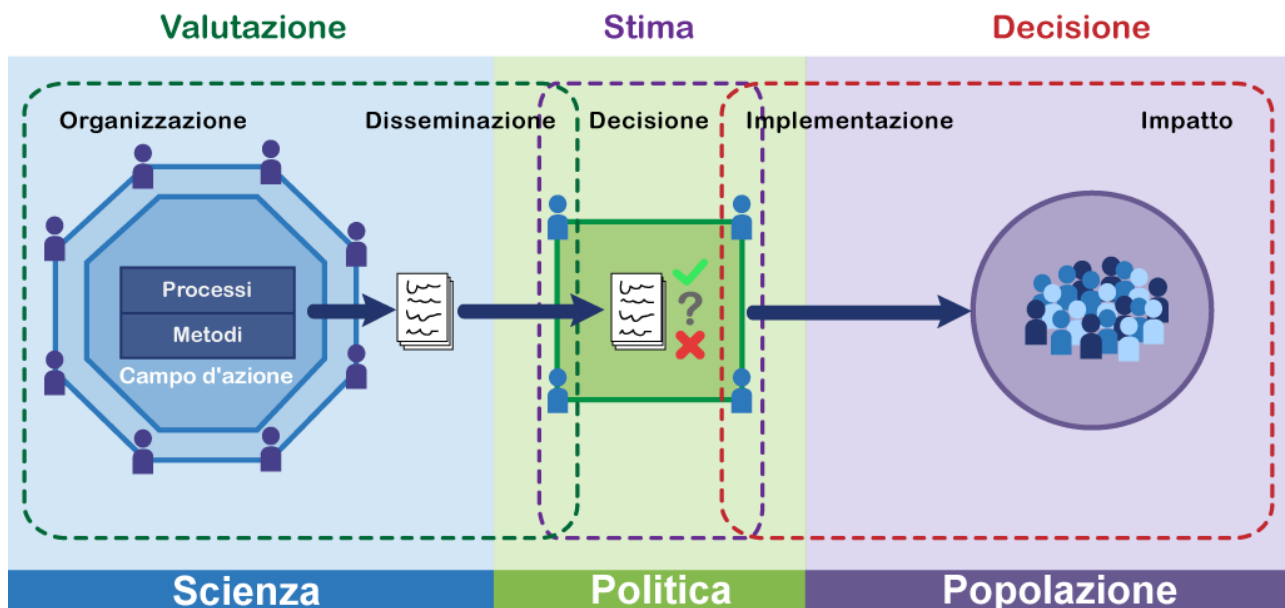 Valutazione
Stima
Decisione
Organizzazione
Disseminazione
Decisione
Implementazione
Impatto
Processi
Metodi
Campo d'azione
?
Scienza
Politica
Popolazione